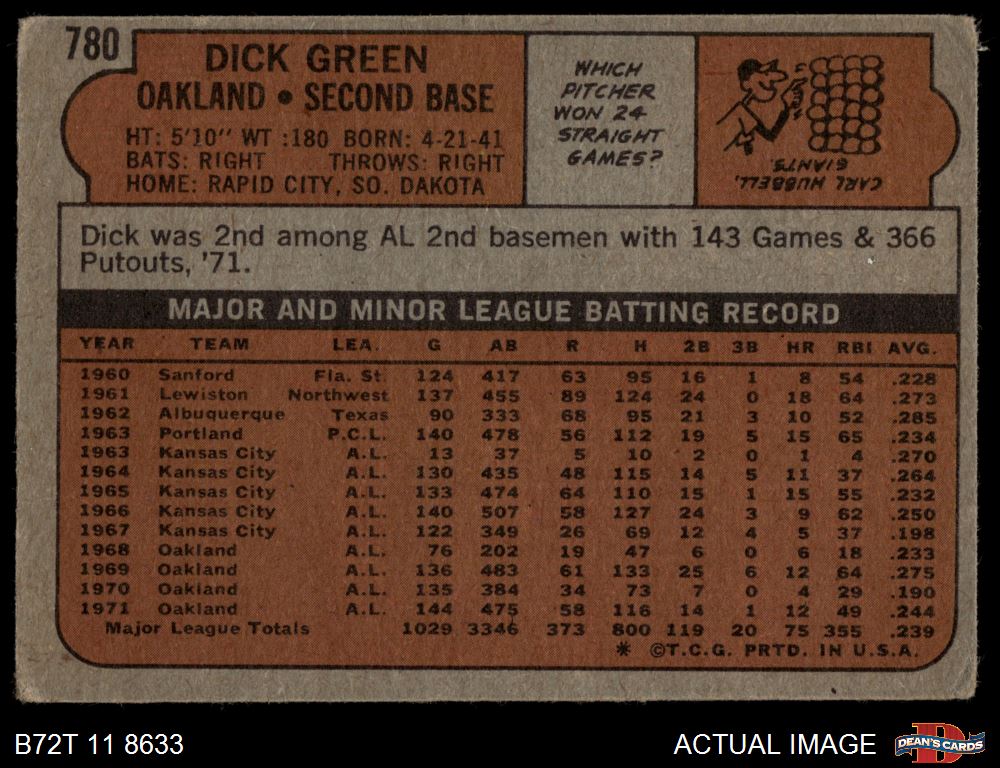 780
DICK GREEN
OAKLAND • SECOND BASE
HT: 5'10" WT :180 BORN: 4-21-41
BATS: RIGHT THROWS: RIGHT
HOME: RAPID CITY, SO. DAKOTA
WHICH
PITCHER
WON 24
STRAIGHT
GAMES?
CARL HUBBELL,
GIANTS.
Dick was 2nd among AL 2nd basemen with 143 Games & 366
Putouts, '71.
MAJOR AND MINOR LEAGUE BATTING RECORD
YEAR TEAM LEA. G AB R H 2B 3B HR RBI AVG.
1960 Sanford Fla. St. 124 417 63 95 16 1 8 54 .228
1961 Lewiston Northwest 137 455 89 124 24 0 18 64 .273
1962 Albuquerque Texas 90 333 68 95 21 3 10 52 .285
1963 Portland P.C.L. 140 478 56 112 19 5 15 65 .234
1963 Kansas City A.L. 13 37 5 10 2 0 1 4 .270
1964 Kansas City A.L. 130 435 48 115 14 5 11 37 .264
1965 Kansas City A.L. 133 474 64 110 15 1 15 55 .232
1966 Kansas City A.L. 140 507 58 127 24 3 9 62 .250
1967 Kansas City A.L. 122 349 26 69 12 4 5 37 .198
1968 Oakland A.L. 76 202 19 47 6 0 6 18 .233
1969 Oakland A.L. 136 483 61 133 25 6 12 64 .275
1970 Oakland A.L. 135 384 34 73 7 0 4 29 .190
1971 Oakland A.L. 144 475 58 116 14 1 12 49 .244
Major League Totals 1029 3346 373 800 119 20 75 355 .239
* ©T.C.G. PRTD. IN U.S.A.
B72T 11 8633
ACTUAL IMAGE
D
DEAN'S CARDS